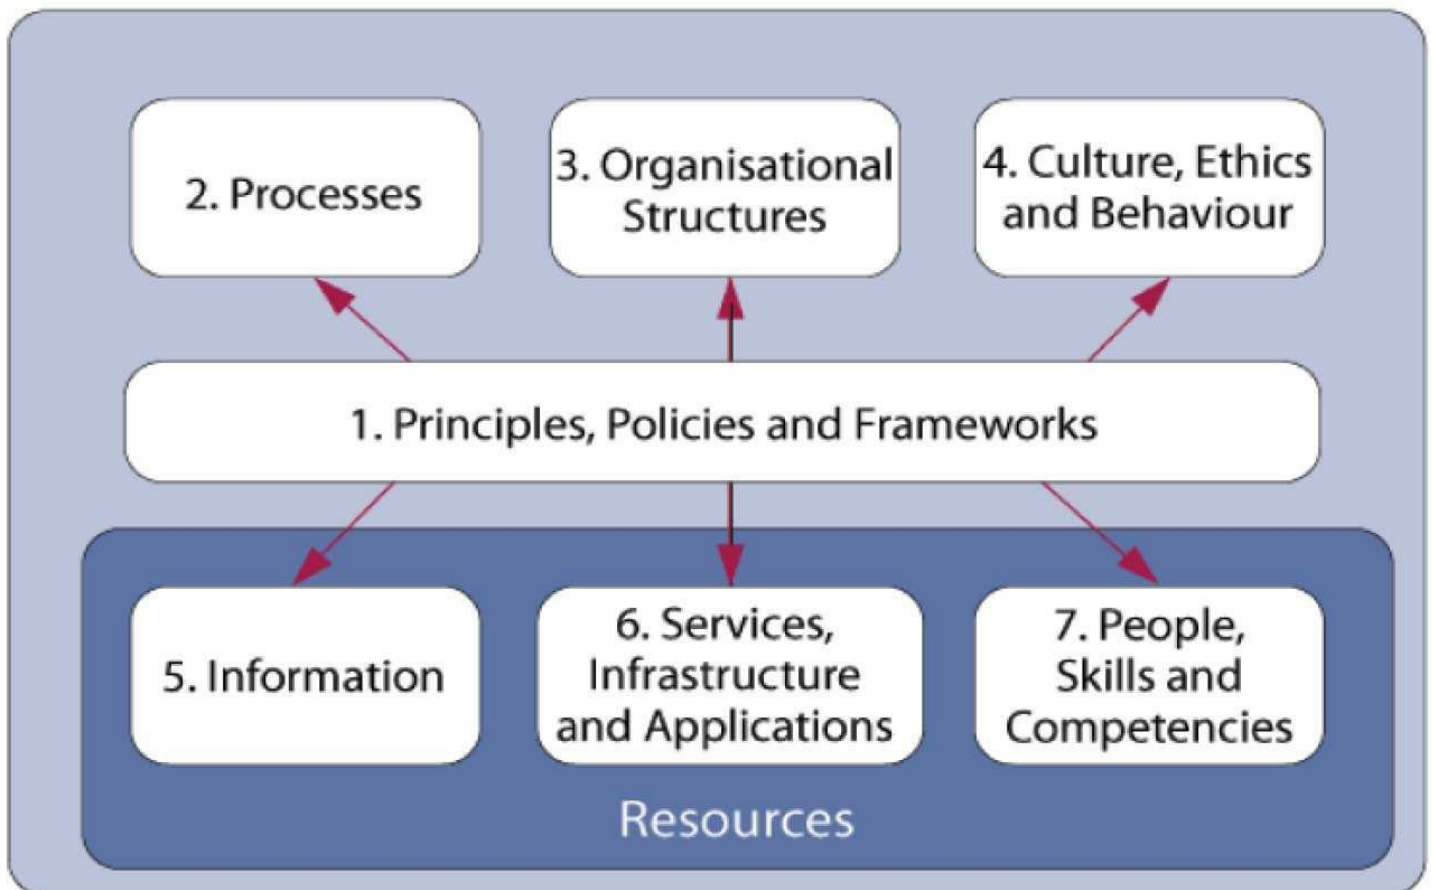 2. Processes
3. Organisational
Structures
4. Culture, Ethics
and Behaviour
1. Principles, Policies and Frameworks
5. Information
6. Services,
Infrastructure
and Applications
7. People,
Skills and
Competencies
Resources